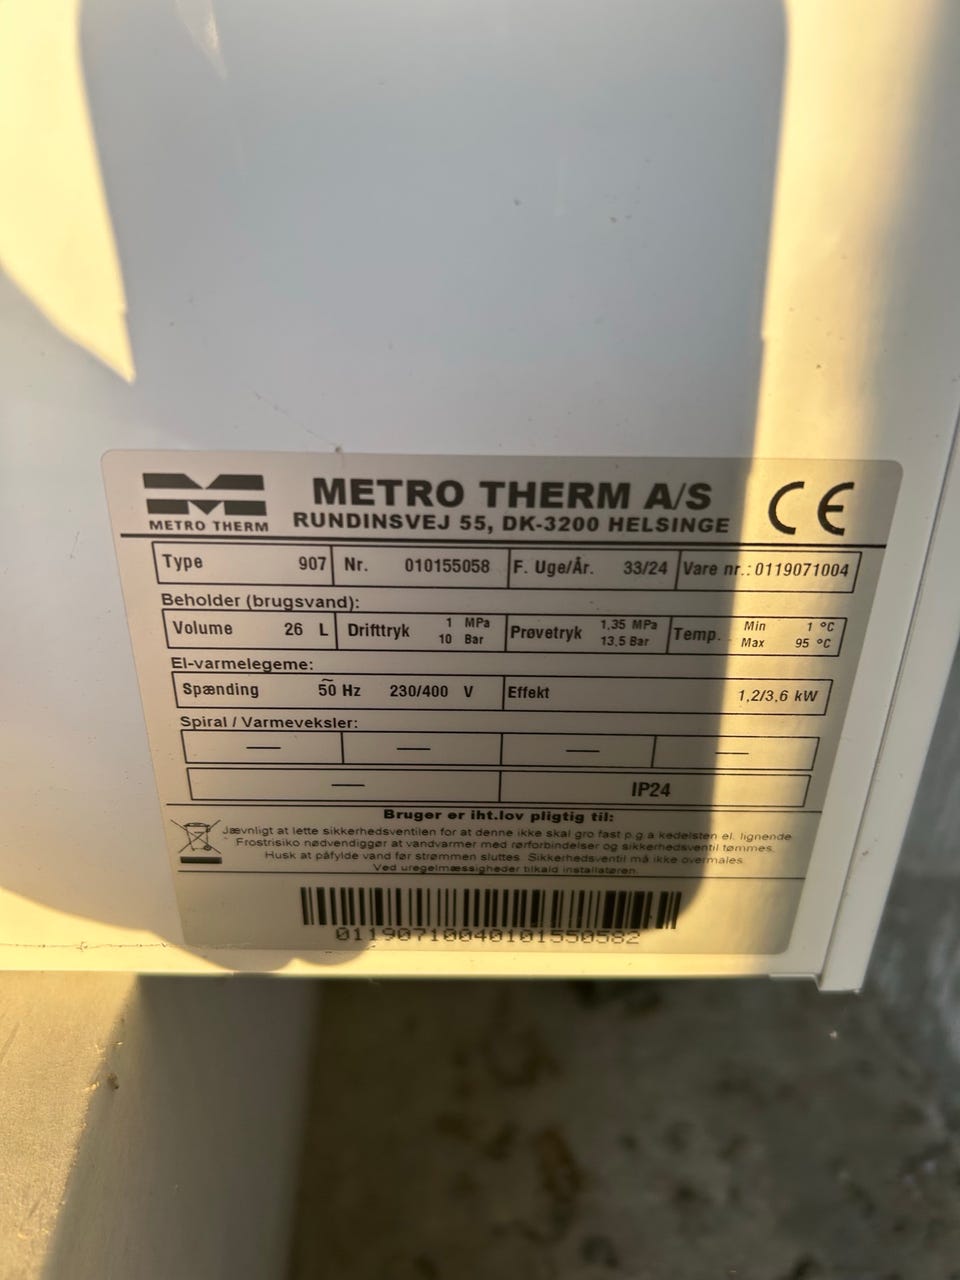 METRO THERM
METRO THERM A/S
RUNDINSVEJ 55, DK-3200 HELSINGE
CE
Type 907 Nr. 010155058 F. Uge/År. 33/24 Vare nr.: 0119071004
Beholder (brugsvand):
Volume 26 L Drifttryk 1 MPa 10 Bar Prøvetryk 1,35 MPa 13,5 Bar Temp. Min 1 °C Max 95 °C
El-varmelegeme:
Spænding ~ 50 Hz 230/400 V Effekt 1,2/3,6 kW
Spiral / Varmeveksler:
— — — —
— IP24
Bruger er iht.lov pligtig til:
Jævnligt at lette sikkerhedsventilen for at denne ikke skal gro fast p.g.a kedelsten el. lignende.
Frostrisiko nødvendiggør at vandvarmer med rørforbindelser og sikkerhedsventil tømmes.
Husk at påfylde vand før strømmen sluttes. Sikkerhedsventil må ikke overmales.
Ved uregelmæssigheder tilkald installatøren.
01190710040101550582